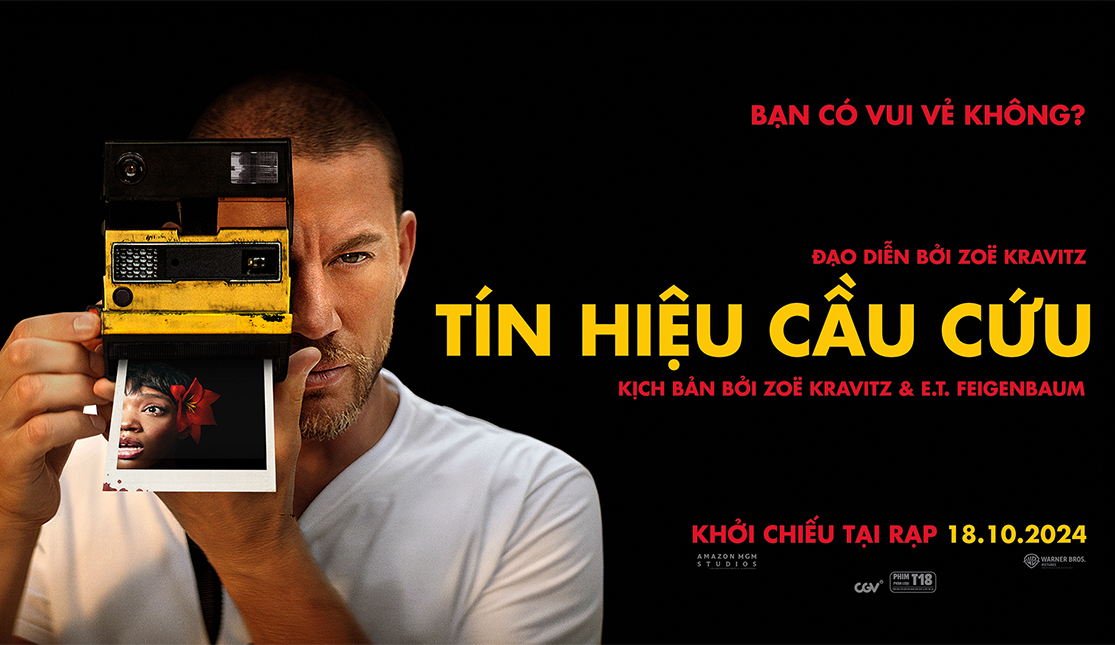 BẠN CÓ VUI VẺ KHÔNG?
ĐẠO DIỄN BỞI ZOË KRAVITZ
TÍN HIỆU CẦU CỨU
KỊCH BẢN BỞI ZOË KRAVITZ & E.T. FEIGENBAUM
KHỞI CHIẾU TẠI RẠP 18.10.2024
AMAZON MGM
STUDIOS
WB WARNER BROS.
PICTURES
CGV
PHIM T18